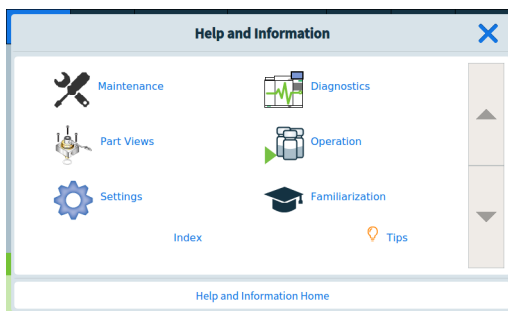 Help and Information
Maintenance
Diagnostics
Part Views
Operation
Settings
Familiarization
Index
Tips
Help and Information Home